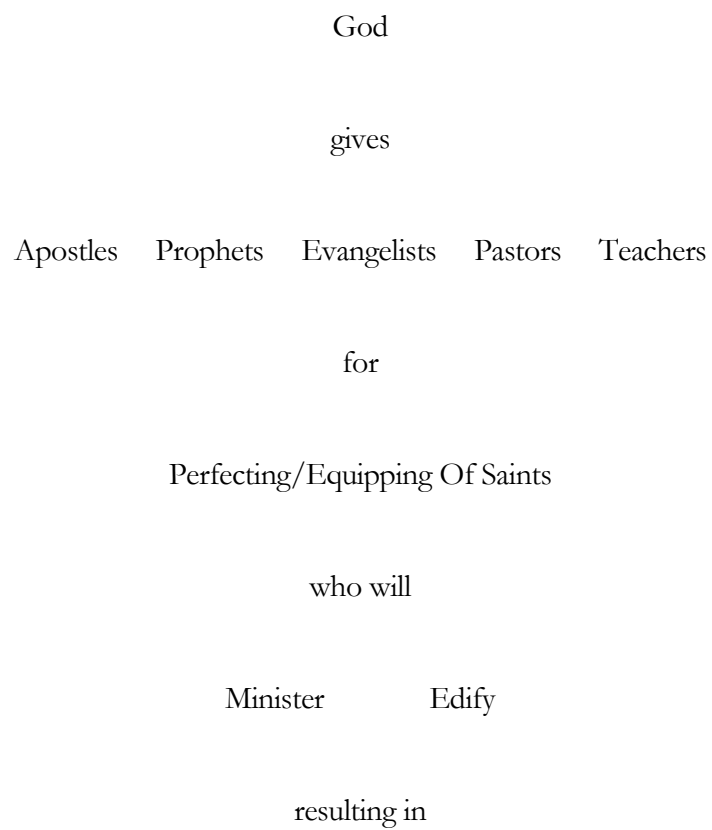 God
gives
Apostles Prophets Evangelists Pastors Teachers
for
Perfecting/Equipping Of Saints
who will
Minister Edify
resulting in